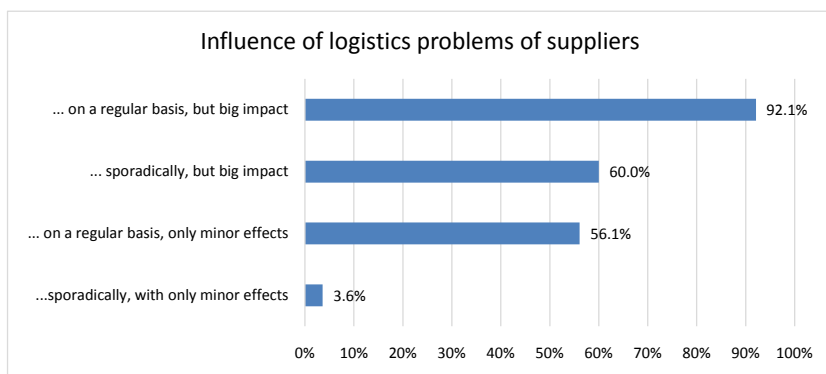 Influence of logistics problems of suppliers
... on a regular basis, but big impact
92.1%
... sporadically, but big impact
60.0%
... on a regular basis, only minor effects
56.1%
...sporadically, with only minor effects
3.6%
0% 10% 20% 30% 40% 50% 60% 70% 80% 90% 100%